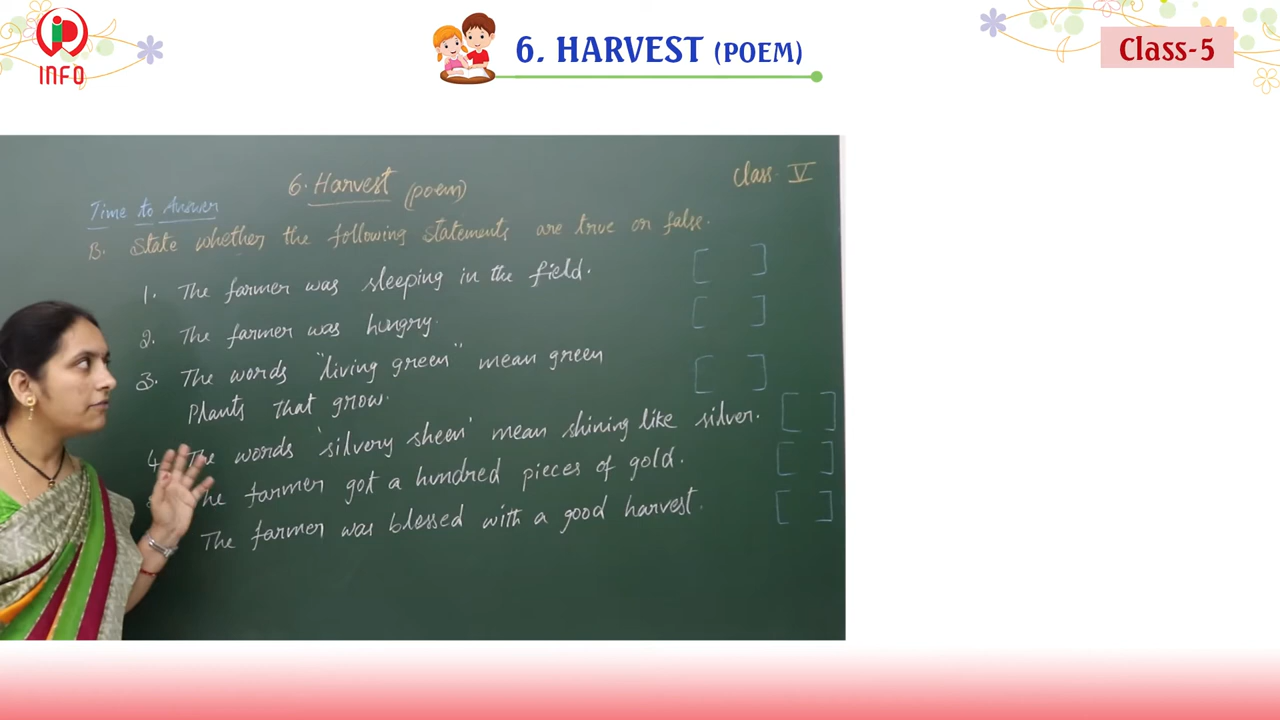 INFO
6. HARVEST (POEM)
Class-5
6. Harvest (poem)
Class V
Time to Answer
B. State whether the following statements are true or false.
1. The farmer was sleeping in the field. [ ]
2. The farmer was hungry. [ ]
3. The words "living green" mean green [ ]
Plants that grow.
4. The words 'silvery sheen' mean shining like silver. [ ]
The farmer got a hundred pieces of gold. [ ]
The farmer was blessed with a good harvest. [ ]